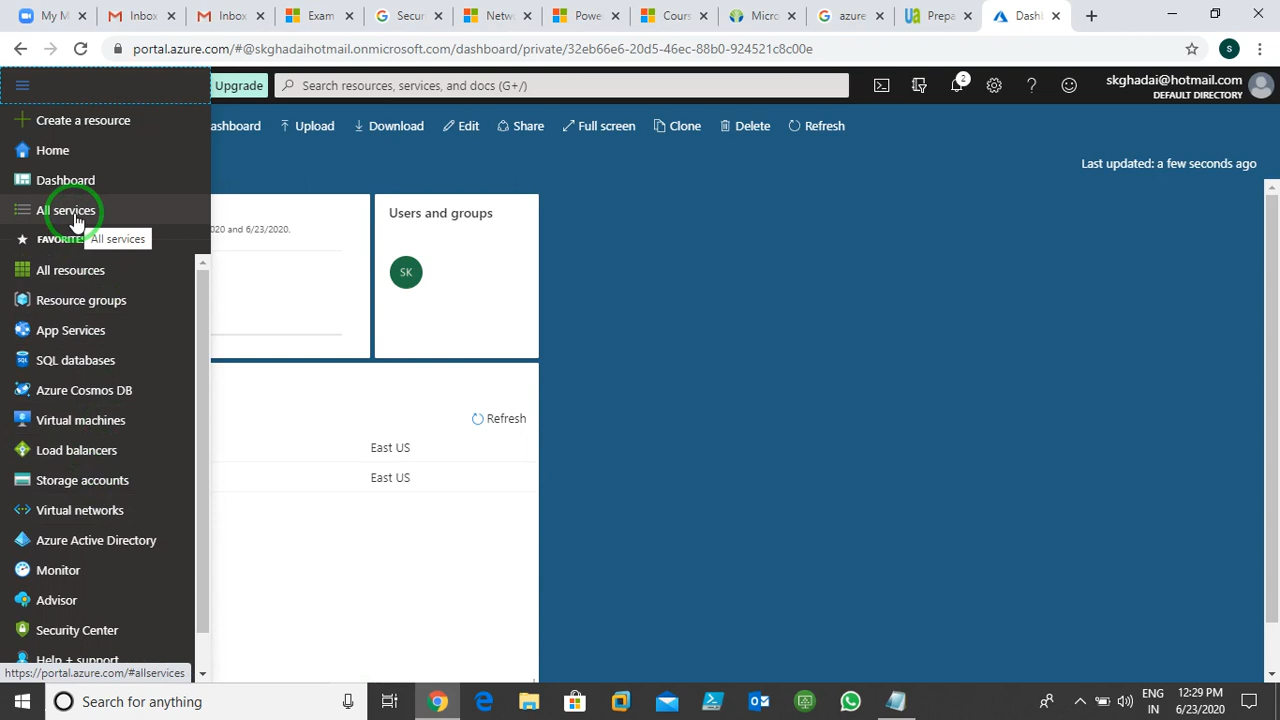 My M
Inbox
Inbox
Exam
Secur
Netw
Powe
Cours
Micro
azure
Prepa
Dash
portal.azure.com/#@skghadaihotmail.onmicrosoft.com/dashboard/private/32eb66e6-20d5-46ec-88b0-924521c8c00e
S
Upgrade
Search resources, services, and docs (G+/)
2
skghadai@hotmail.com
DEFAULT DIRECTORY
Create a resource
ashboard
Upload
Download
Edit
Share
Full screen
Clone
Delete
Refresh
Home
Last updated: a few seconds ago
Dashboard
All services
Users and groups
020 and 6/23/2020.
FAVORITE
All services
All resources
SK
Resource groups
App Services
SQL databases
Azure Cosmos DB
Virtual machines
Refresh
Load balancers
East US
Storage accounts
East US
Virtual networks
Azure Active Directory
Monitor
Advisor
Security Center
Help + support
https://portal.azure.com/#allservices
Search for anything
ENG
IN
12:29 PM
6/23/2020